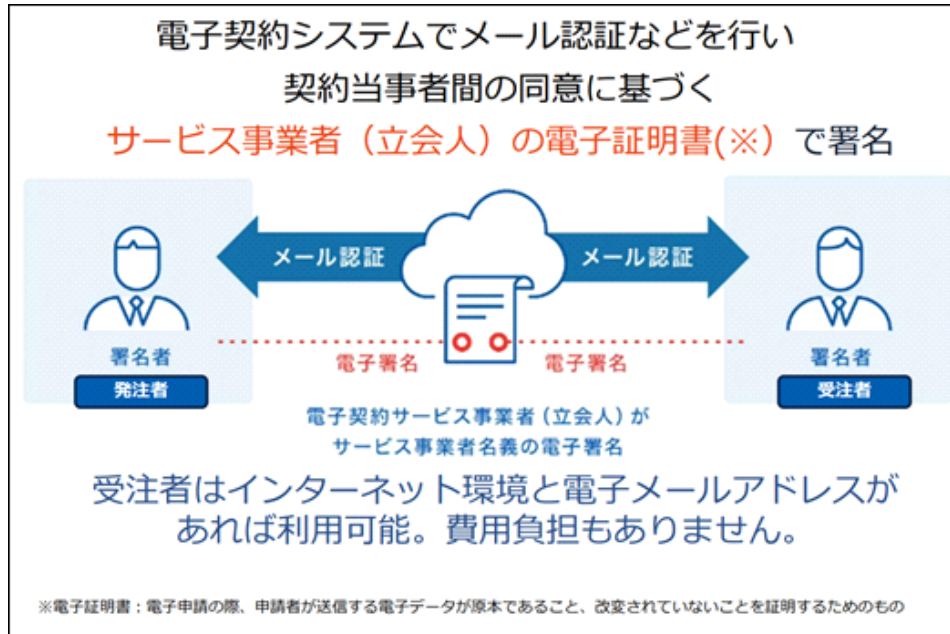 電子契約システムでメール認証などを行い
契約当事者間の同意に基づく
サービス事業者（立会人）の電子証明書(※）で署名
メール認証
メール認証
署名者
発注者
電子署名
電子署名
署名者
受注者
電子契約サービス事業者（立会人）が
サービス事業者名義の電子署名
受注者はインターネット環境と電子メールアドレスが
あれば利用可能。費用負担もありません。
※電子証明書：電子申請の際、申請者が送信する電子データが原本であること、改変されていないことを証明するためのもの